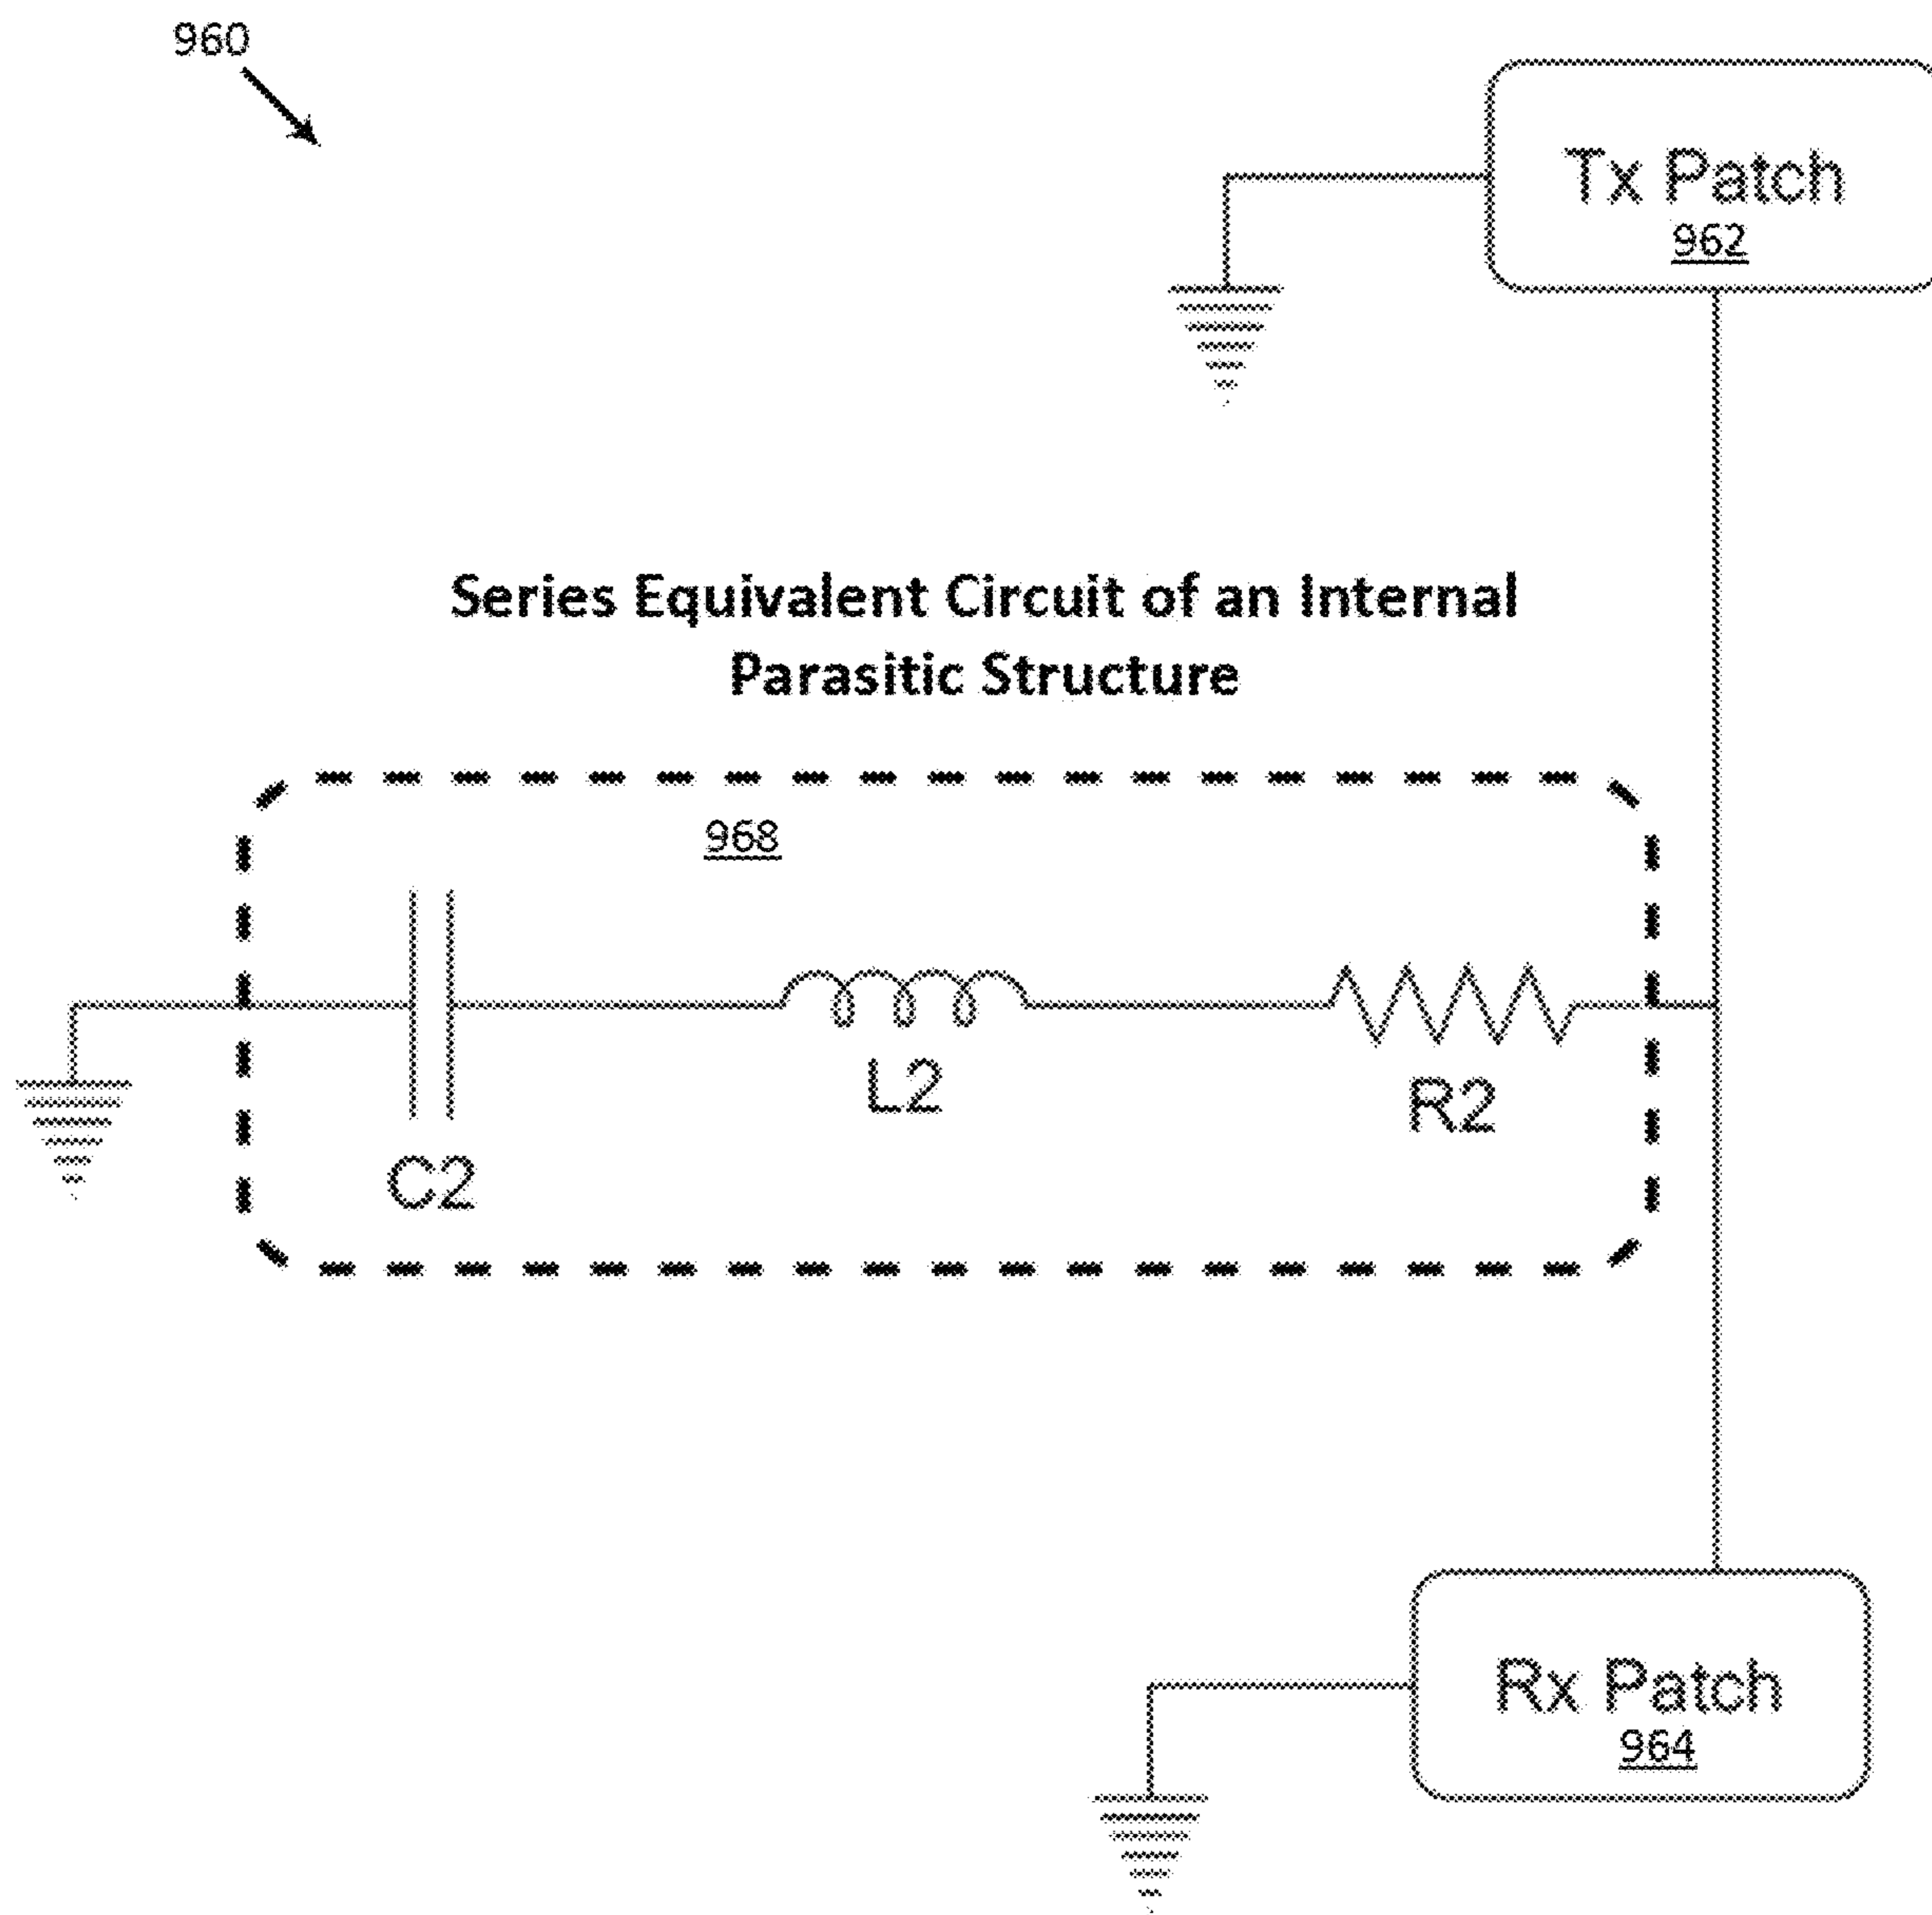 960
Tx Patch
962
Series Equivalent Circuit of an Internal
Parasitic Structure
968
L2
R2
C2
Rx Patch
964